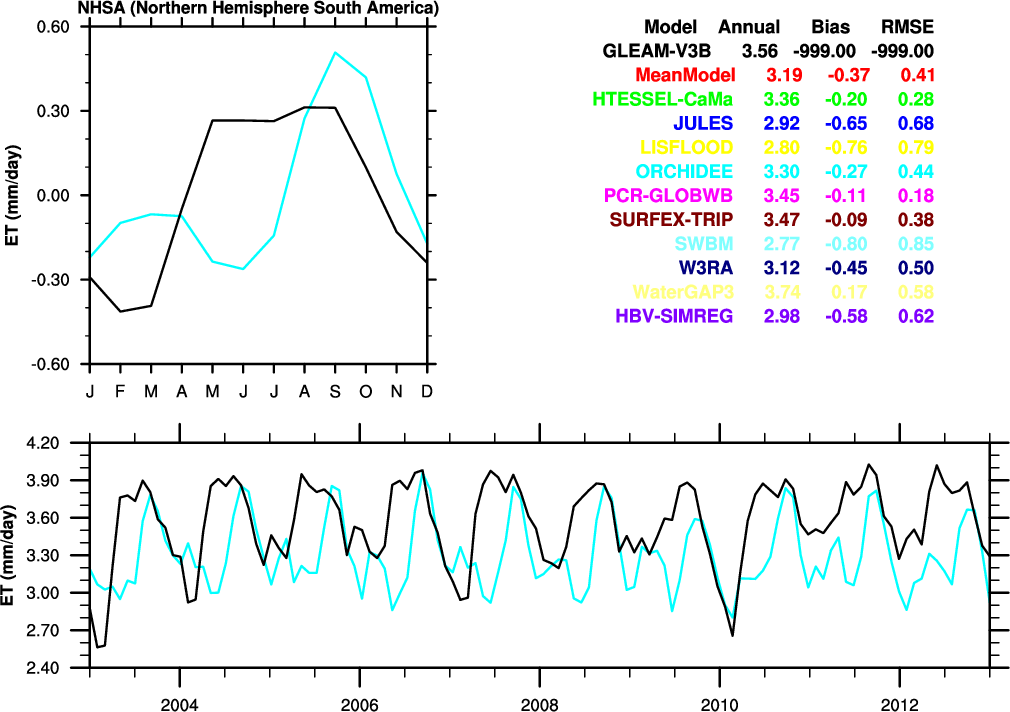 NHSA (Northern Hemisphere South America)
0.60
0.30
0.00
-0.30
-0.60
ET (mm/day)
J F M A M J J A S O N D
Model Annual Bias RMSE
GLEAM-V3B 3.56 -999.00 -999.00
MeanModel 3.19 -0.37 0.41
HTESSEL-CaMa 3.36 -0.20 0.28
JULES 2.92 -0.65 0.68
LISFLOOD 2.80 -0.76 0.79
ORCHIDEE 3.30 -0.27 0.44
PCR-GLOBWB 3.45 -0.11 0.18
SURFEX-TRIP 3.47 -0.09 0.38
SWBM 2.77 -0.80 0.85
W3RA 3.12 -0.45 0.50
WaterGAP3 3.74 0.17 0.58
HBV-SIMREG 2.98 -0.58 0.62
4.20
3.90
3.60
3.30
3.00
2.70
2.40
ET (mm/day)
2004 2006 2008 2010 2012